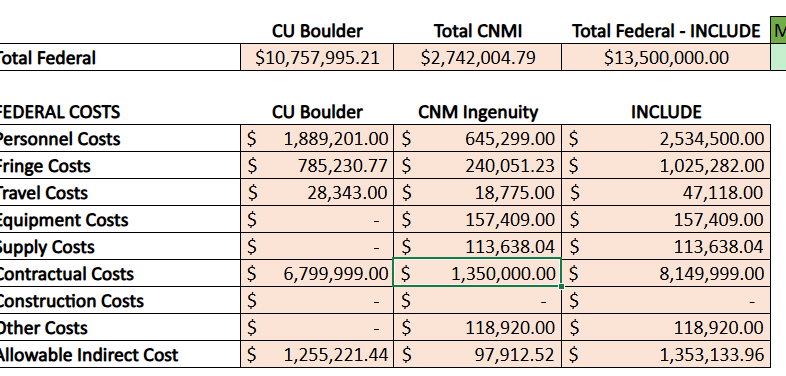 CU Boulder Total CNMI Total Federal - INCLUDE
Total Federal $10,757,995.21 $2,742,004.79 $13,500,000.00
FEDERAL COSTS CU Boulder CNM Ingenuity INCLUDE
Personnel Costs $ 1,889,201.00 $ 645,299.00 $ 2,534,500.00
Fringe Costs $ 785,230.77 $ 240,051.23 $ 1,025,282.00
Travel Costs $ 28,343.00 $ 18,775.00 $ 47,118.00
Equipment Costs $ - $ 157,409.00 $ 157,409.00
Supply Costs $ - $ 113,638.04 $ 113,638.04
Contractual Costs $ 6,799,999.00 $ 1,350,000.00 $ 8,149,999.00
Construction Costs $ - $ - $ -
Other Costs $ - $ 118,920.00 $ 118,920.00
Allowable Indirect Cost $ 1,255,221.44 $ 97,912.52 $ 1,353,133.96